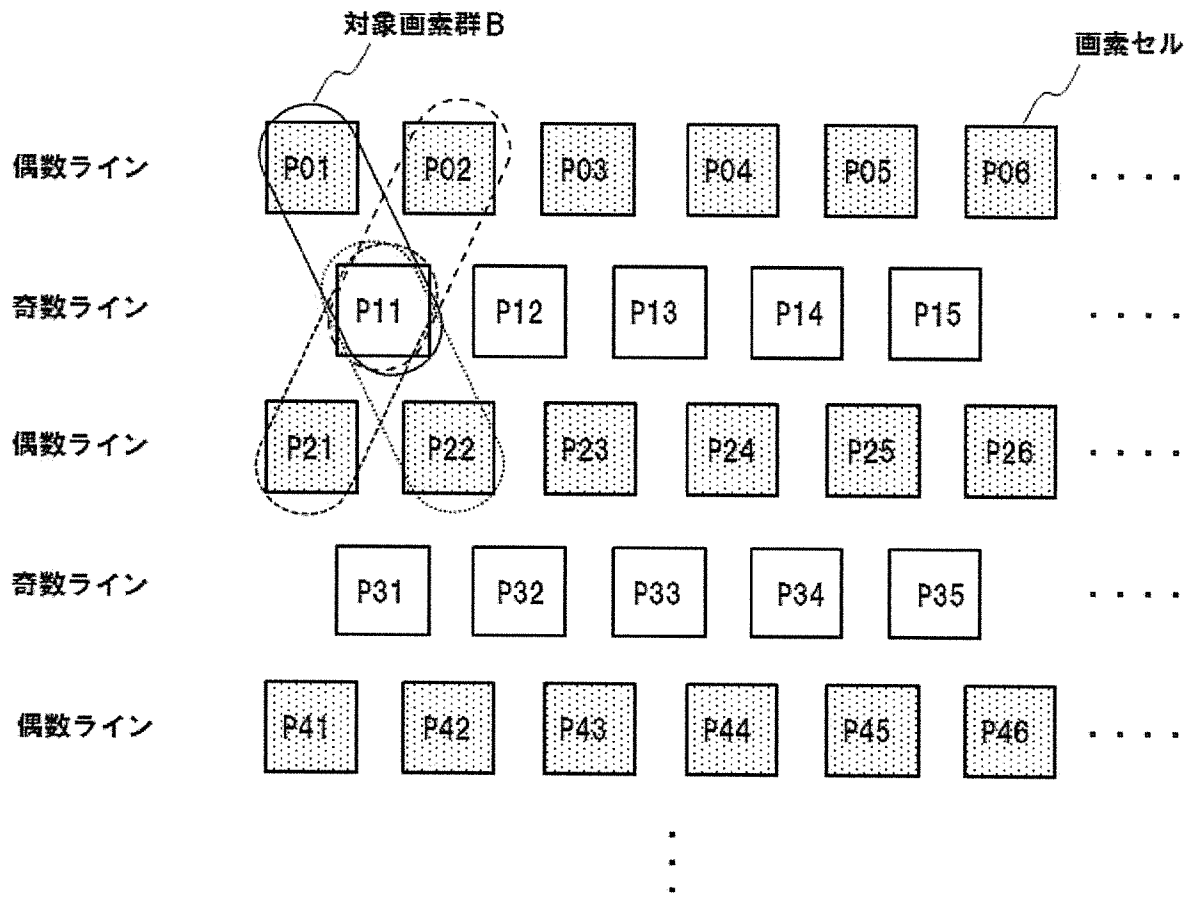 対象画素群B
画素セル
偶数ライン P01 P02 P03 P04 P05 P06 ‥‥
奇数ライン P11 P12 P13 P14 P15 ‥‥
偶数ライン P21 P22 P23 P24 P25 P26 ‥‥
奇数ライン P31 P32 P33 P34 P35 ‥‥
偶数ライン P41 P42 P43 P44 P45 P46 ‥‥